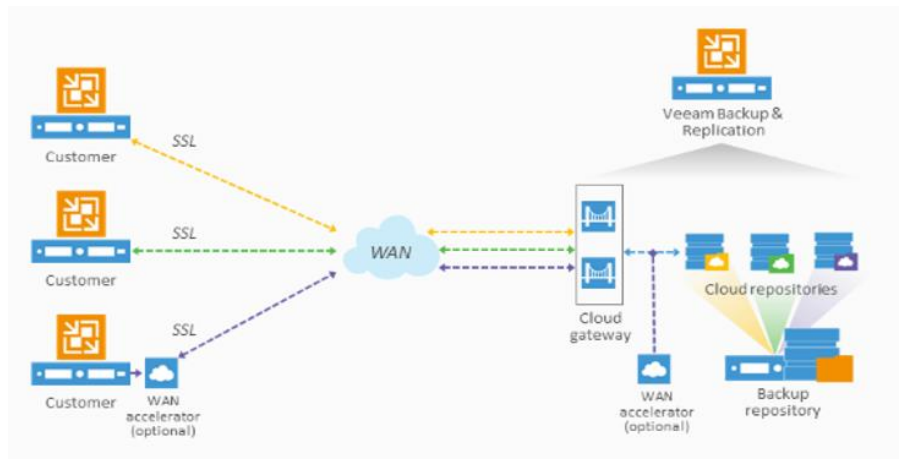 Veeam Backup &
Replication
Customer
SSL
Customer
SSL
WAN
Customer
SSL
WAN
accelerator
(optional)
Cloud
gateway
WAN
accelerator
(optional)
Cloud repositories
Backup
repository